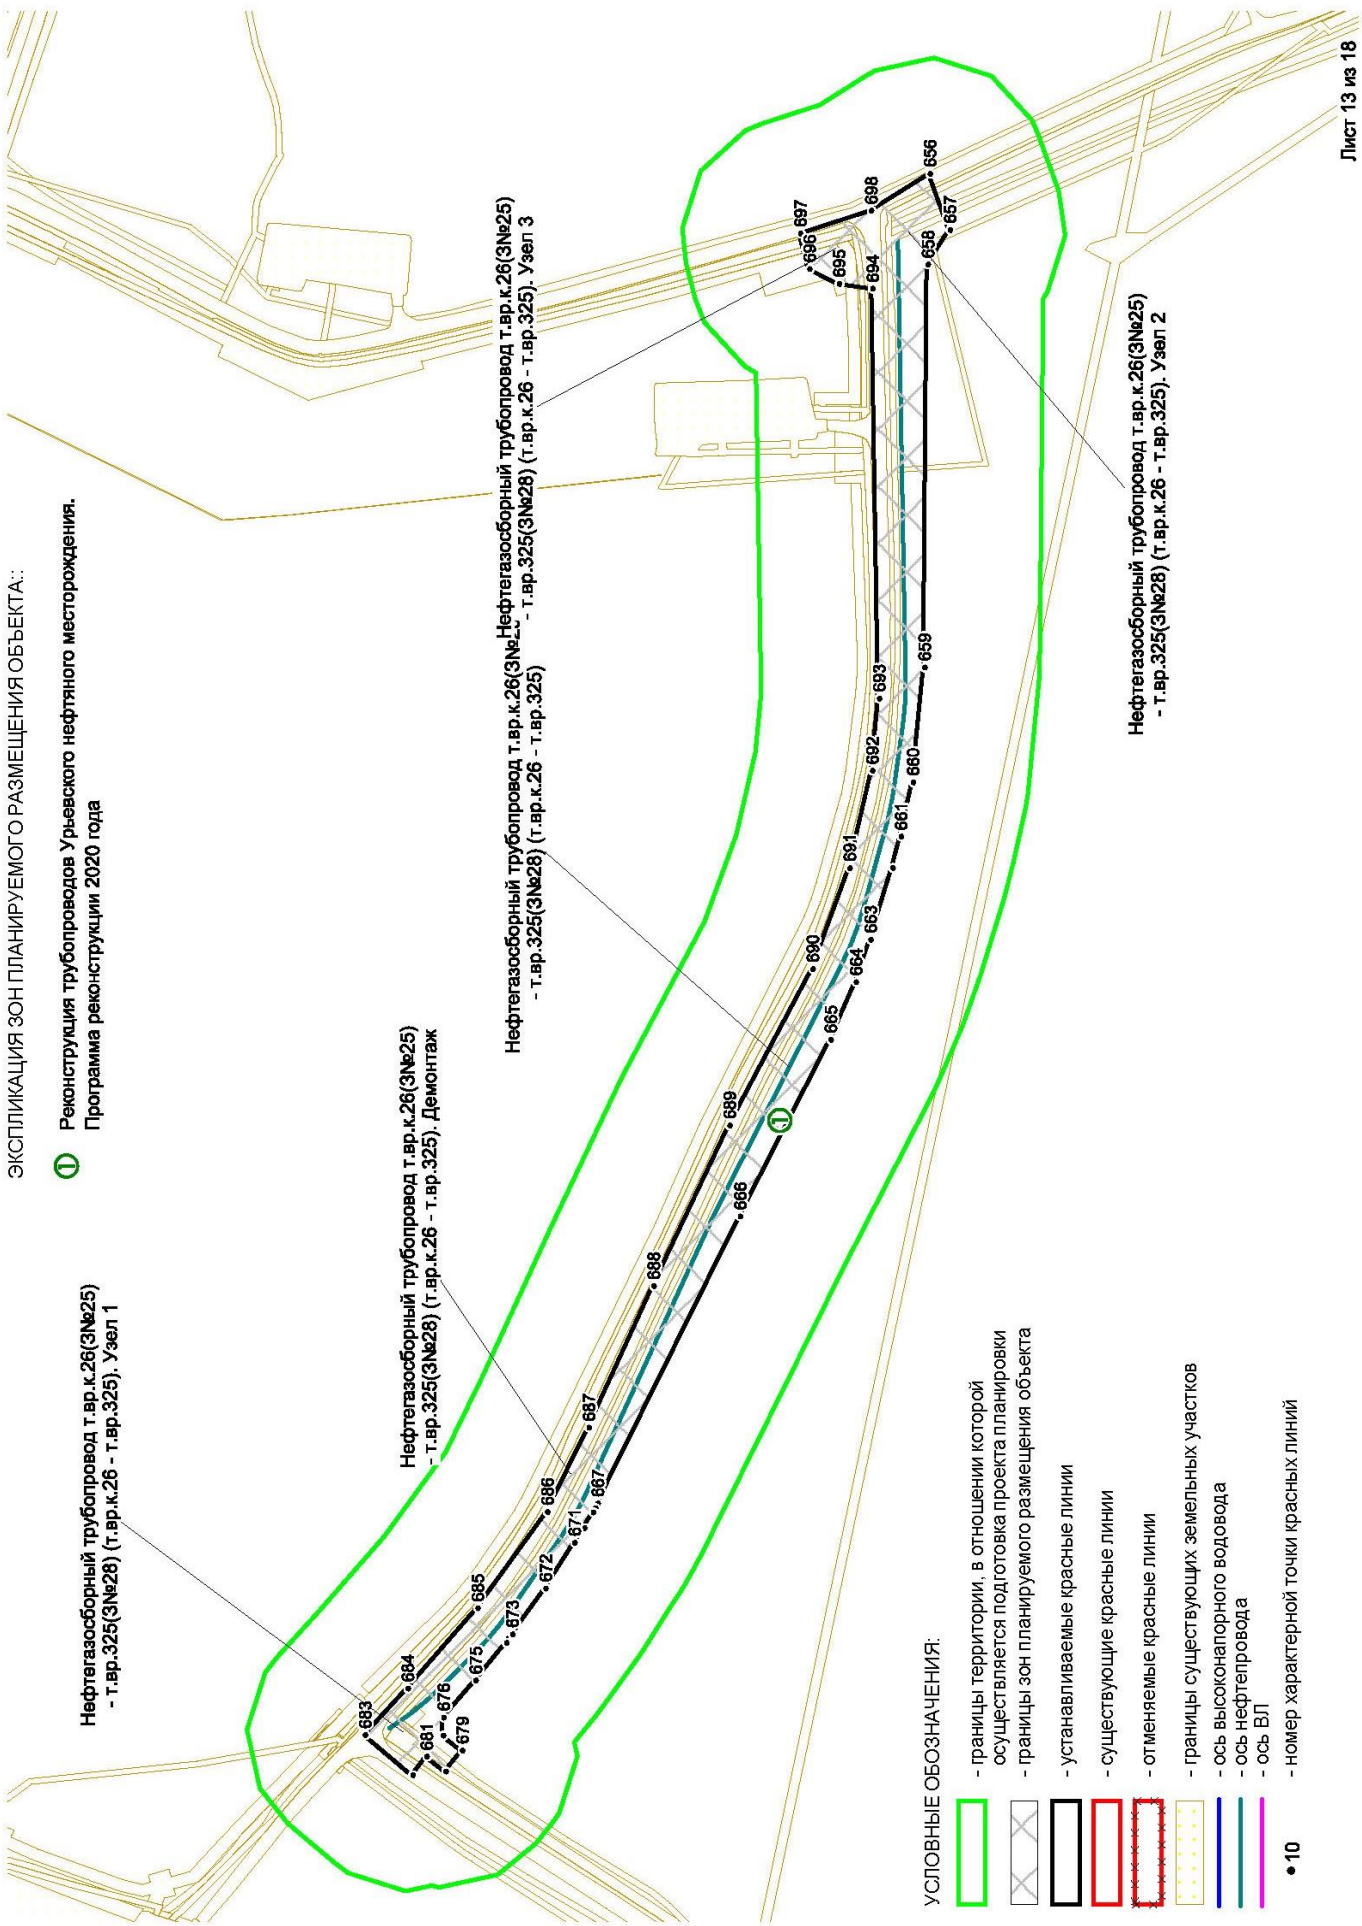 ЭКСПЛИКАЦИЯ ЗОН ПЛАНИРУЕМОГО РАЗМЕЩЕНИЯ ОБЪЕКТА::
1 Реконструкция трубопроводов Урьевского нефтяного месторождения.
Программа реконструкции 2020 года
Нефтегазосборный трубопровод т.вр.к.26(3№25)
- т.вр.325(3№28) (т.вр.к.26 - т.вр.325). Узел 1
Нефтегазосборный трубопровод т.вр.к.26(3№25)
- т.вр.325(3№28) (т.вр.к.26 - т.вр.325). Демонтаж
Нефтегазосборный трубопровод т.вр.к.26(3№2
- т.вр.325(3№28) (т.вр.к.26 - т.вр.325)
Нефтегазосборный трубопровод т.вр.к.26(3№25)
- т.вр.325(3№28) (т.вр.к.26 - т.вр.325). Узел 3
Нефтегазосборный трубопровод т.вр.к.26(3№25)
- т.вр.325(3№28) (т.вр.к.26 - т.вр.325). Узел 2
683
684
685
686
687
688
689
690
691
692
693
694
695
696
697
698
656
657
658
659
660
661
663
664
665
666
667
671
672
673
675
676
679
681
1
УСЛОВНЫЕ ОБОЗНАЧЕНИЯ:
- границы территории, в отношении которой
осуществляется подготовка проекта планировки
- границы зон планируемого размещения объекта
- устанавливаемые красные линии
- существующие красные линии
- отменяемые красные линии
- границы существующих земельных участков
- ось высоконапорного водовода
- ось нефтепровода
- ось ВЛ
•10 - номер характерной точки красных линий
Лист 13 из 18